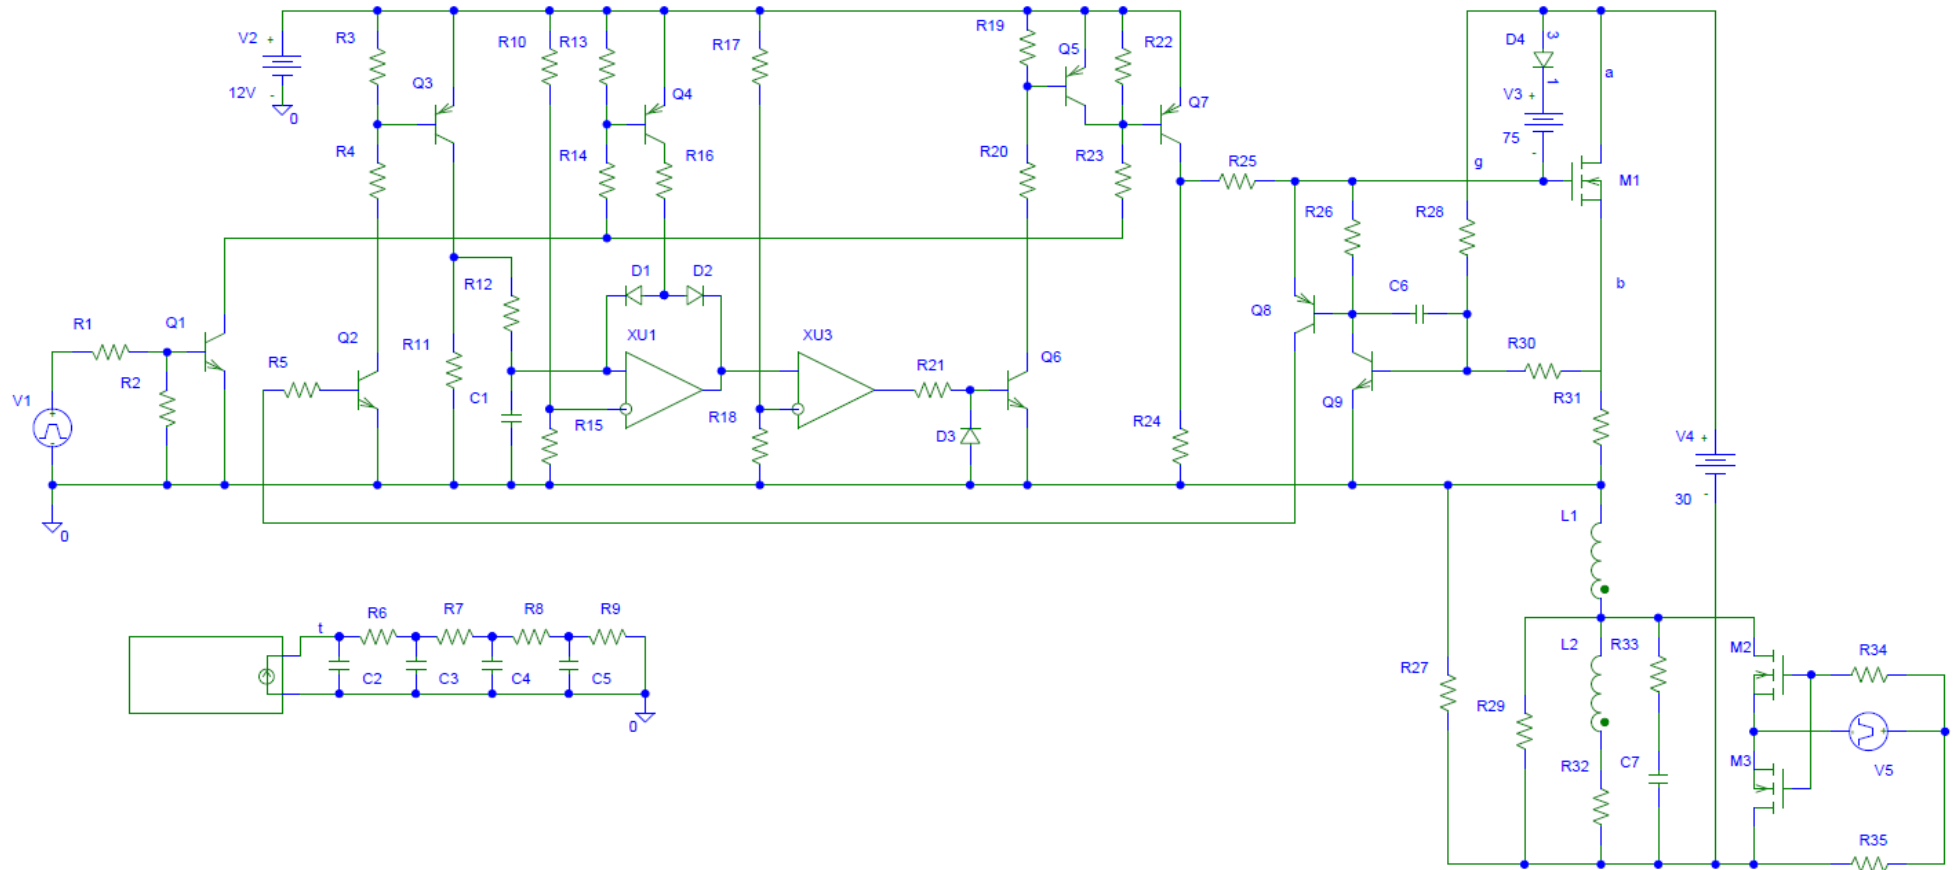 V2 +
12V -
0
R3
Q3
R4
R10
R13
Q4
R14
R16
R17
R19
Q5
R22
Q7
R20
R23
R25
D4
3
1
a
V3 +
75
-
g
M1
R26
R28
b
R12
D1
D2
C6
Q8
R1
Q1
Q2
R11
XU1
XU3
Q6
R30
R2
R5
R21
C1
R31
Q9
V1
+
-
R15
R18
D3
R24
V4 +
30 -
0
L1
t
R6
R7
R8
R9
C2
C3
C4
C5
0
L2
R33
M2
R34
R27
R29
R32
C7
M3
-
+
V5
R35